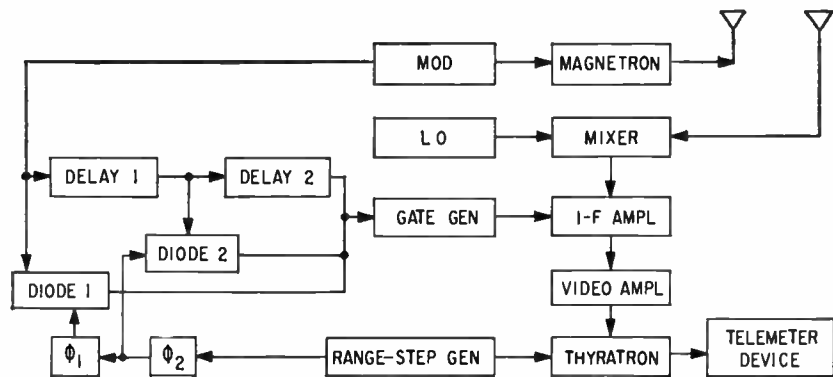 MOD
MAGNETRON
LO
MIXER
DELAY 1
DELAY 2
GATE GEN
I-F AMPL
DIODE 2
DIODE 1
VIDEO AMPL
Φ1
Φ2
RANGE-STEP GEN
THYRATRON
TELEMETER
DEVICE